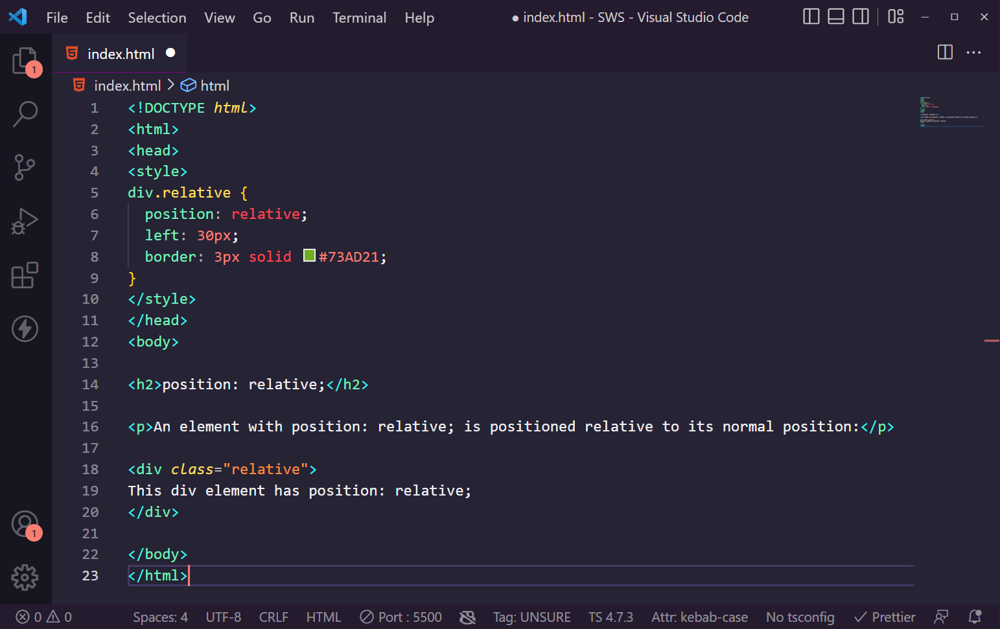 File Edit Selection View Go Run Terminal Help ● index.html - SWS - Visual Studio Code
index.html ●
1
index.html > html
1 <!DOCTYPE html>
2 <html>
3 <head>
4 <style>
5 div.relative {
6   position: relative;
7   left: 30px;
8   border: 3px solid #73AD21;
9 }
10 </style>
11 </head>
12 <body>
13
14 <h2>position: relative;</h2>
15
16 <p>An element with position: relative; is positioned relative to its normal position:</p>
17
18 <div class="relative">
19 This div element has position: relative;
20 </div>
21
22 </body>
23 </html>
1
0 0 Spaces: 4 UTF-8 CRLF HTML Port : 5500 Tag: UNSURE TS 4.7.3 Attr: kebab-case No tsconfig Prettier